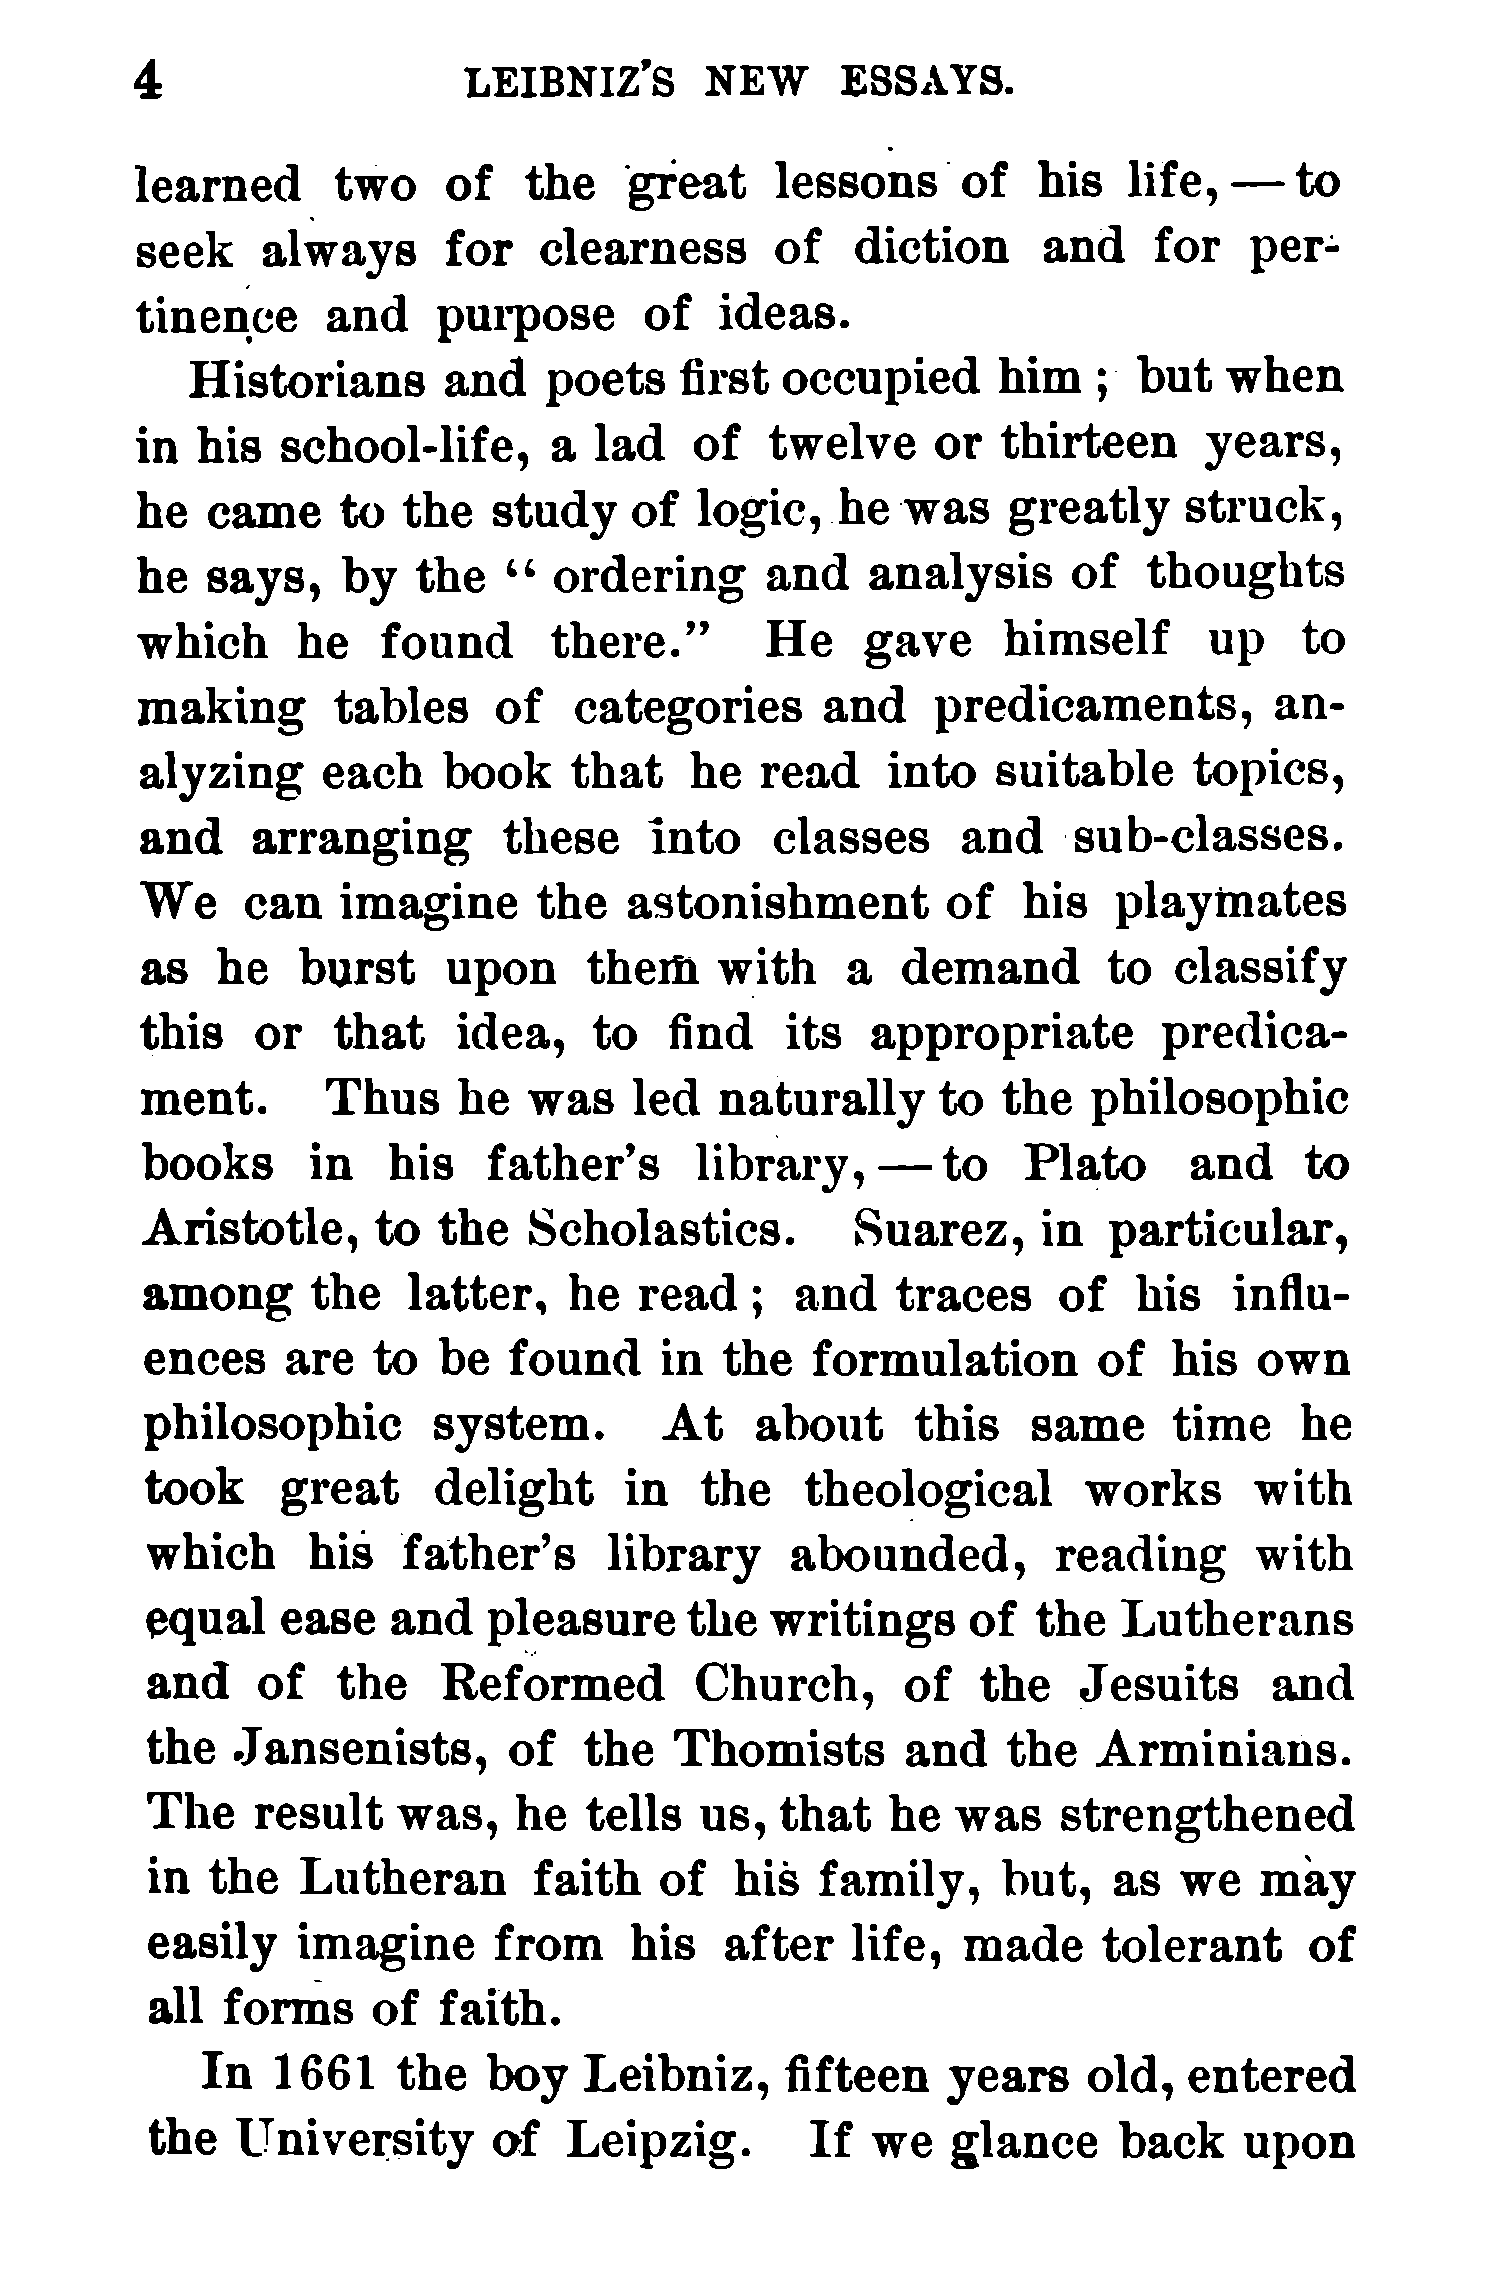 4 LEIBNIZ'S NEW ESSAYS.
learned two of the great lessons of his life, — to
seek always for clearness of diction and for per-
tinence and purpose of ideas.
Historians and poets first occupied him ; but when
in his school-life, a lad of twelve or thirteen years,
he came to the study of logic, he was greatly struck,
he says, by the “ ordering and analysis of thoughts
which he found there.” He gave himself up to
making tables of categories and predicaments, an-
alyzing each book that he read into suitable topics,
and arranging these into classes and sub-classes.
We can imagine the astonishment of his playmates
as he burst upon them with a demand to classify
this or that idea, to find its appropriate predica-
ment. Thus he was led naturally to the philosophic
books in his father's library, — to Plato and to
Aristotle, to the Scholastics. Suarez, in particular,
among the latter, he read ; and traces of his influ-
ences are to be found in the formulation of his own
philosophic system. At about this same time he
took great delight in the theological works with
which his father's library abounded, reading with
equal ease and pleasure the writings of the Lutherans
and of the Reformed Church, of the Jesuits and
the Jansenists, of the Thomists and the Arminians.
The result was, he tells us, that he was strengthened
in the Lutheran faith of his family, but, as we may
easily imagine from his after life, made tolerant of
all forms of faith.
In 1661 the boy Leibniz, fifteen years old, entered
the University of Leipzig. If we glance back upon